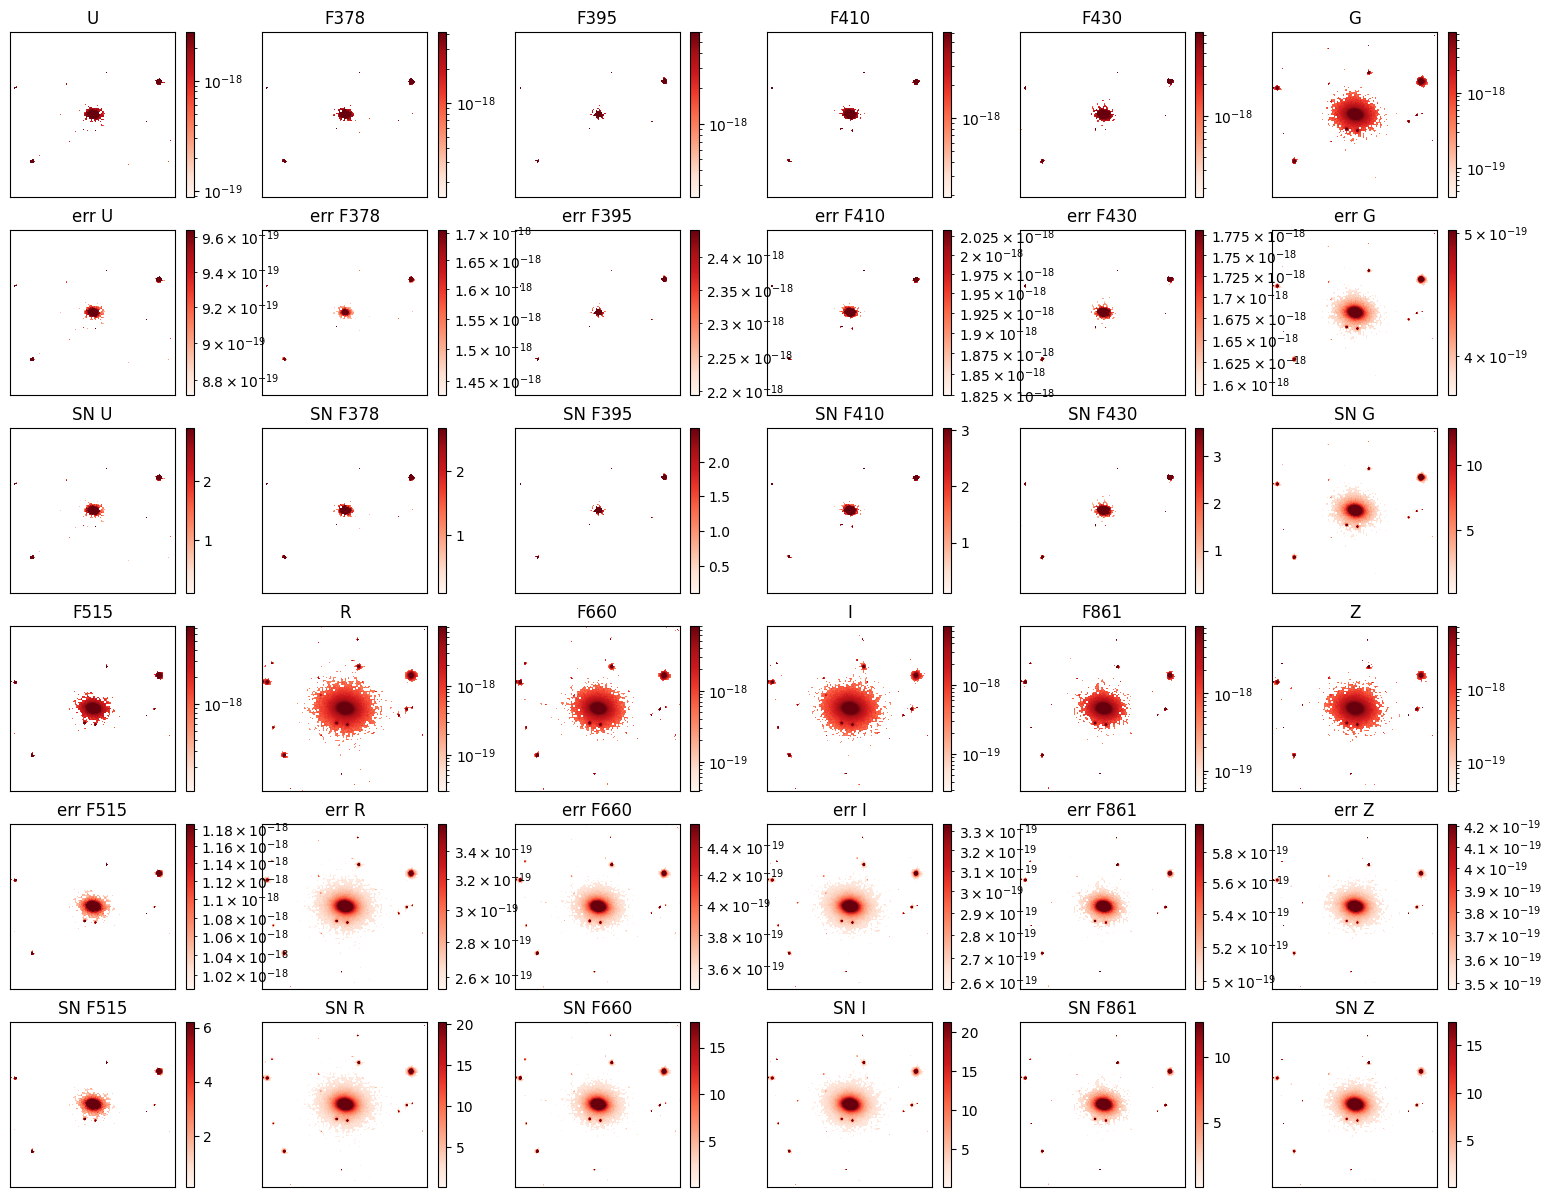 U F378 F395 F410 F430 G
10⁻¹⁸ 10⁻¹⁸ 10⁻¹⁸ 10⁻¹⁸ 10⁻¹⁸ 10⁻¹⁸
10⁻¹⁹ 10⁻¹⁹
err U err F378 err F395 err F410 err F430 err G
9.6 × 10⁻¹⁹ 1.7 × 10⁻¹⁸ 2.4 × 10⁻¹⁸ 2.025 × 10⁻¹⁸ 1.775 × 10⁻¹⁸ 5 × 10⁻¹⁹
9.4 × 10⁻¹⁹ 1.65 × 10⁻¹⁸ 2.35 × 10⁻¹⁸ 2 × 10⁻¹⁸ 1.75 × 10⁻¹⁸ 4 × 10⁻¹⁹
9.2 × 10⁻¹⁹ 1.6 × 10⁻¹⁸ 2.3 × 10⁻¹⁸ 1.975 × 10⁻¹⁸ 1.725 × 10⁻¹⁸
9 × 10⁻¹⁹ 1.55 × 10⁻¹⁸ 2.25 × 10⁻¹⁸ 1.95 × 10⁻¹⁸ 1.7 × 10⁻¹⁸
8.8 × 10⁻¹⁹ 1.5 × 10⁻¹⁸ 2.2 × 10⁻¹⁸ 1.925 × 10⁻¹⁸ 1.675 × 10⁻¹⁸
1.45 × 10⁻¹⁸ 1.9 × 10⁻¹⁸ 1.65 × 10⁻¹⁸
1.875 × 10⁻¹⁸ 1.625 × 10⁻¹⁸
1.85 × 10⁻¹⁸ 1.6 × 10⁻¹⁸
1.825 × 10⁻¹⁸
SN U SN F378 SN F395 SN F410 SN F430 SN G
2 2 2.0 3 3 10
1 1 1.5 2 2 5
1.0 1 1
0.5
F515 R F660 I F861 Z
10⁻¹⁸ 10⁻¹⁸ 10⁻¹⁸ 10⁻¹⁸ 10⁻¹⁸ 10⁻¹⁸
10⁻¹⁹ 10⁻¹⁹ 10⁻¹⁹ 10⁻¹⁹ 10⁻¹⁹
err F515 err R err F660 err I err F861 err Z
1.18 × 10⁻¹⁸ 3.4 × 10⁻¹⁹ 4.4 × 10⁻¹⁹ 3.3 × 10⁻¹⁹ 5.8 × 10⁻¹⁹ 4.2 × 10⁻¹⁹
1.16 × 10⁻¹⁸ 3.2 × 10⁻¹⁹ 4.2 × 10⁻¹⁹ 3.2 × 10⁻¹⁹ 5.6 × 10⁻¹⁹ 4.1 × 10⁻¹⁹
1.14 × 10⁻¹⁸ 3 × 10⁻¹⁹ 4 × 10⁻¹⁹ 3.1 × 10⁻¹⁹ 5.4 × 10⁻¹⁹ 4 × 10⁻¹⁹
1.12 × 10⁻¹⁸ 2.8 × 10⁻¹⁹ 3.8 × 10⁻¹⁹ 3 × 10⁻¹⁹ 5.2 × 10⁻¹⁹ 3.9 × 10⁻¹⁹
1.1 × 10⁻¹⁸ 2.6 × 10⁻¹⁹ 3.6 × 10⁻¹⁹ 2.9 × 10⁻¹⁹ 5 × 10⁻¹⁹ 3.8 × 10⁻¹⁹
1.08 × 10⁻¹⁸ 2.8 × 10⁻¹⁹ 3.7 × 10⁻¹⁹
1.06 × 10⁻¹⁸ 2.7 × 10⁻¹⁹ 3.6 × 10⁻¹⁹
1.04 × 10⁻¹⁸ 2.6 × 10⁻¹⁹ 3.5 × 10⁻¹⁹
1.02 × 10⁻¹⁸
SN F515 SN R SN F660 SN I SN F861 SN Z
6 20 15 20 10 15
4 15 10 15 5 10
2 10 5 10 5
5 5